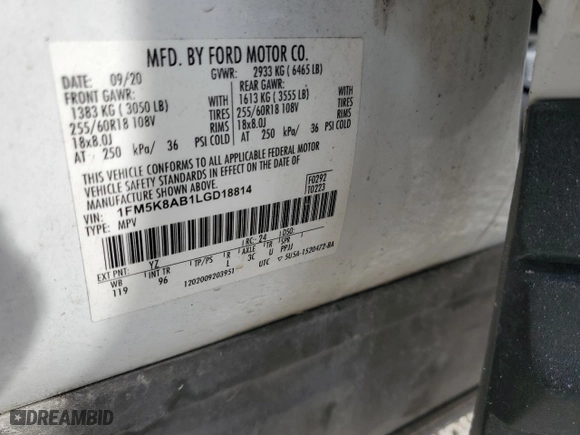 MFD. BY FORD MOTOR CO.
DATE: 09/20 GVWR: 2933 KG ( 6465 LB)
FRONT GAWR: REAR GAWR:
1383 KG ( 3050 LB) WITH 1613 KG ( 3555 LB) WITH
255/60R18 108V TIRES 255/60R18 108V TIRES
18x8.0J RIMS 18x8.0J RIMS
AT 250 kPa/ 36 PSI COLD AT 250 kPa/ 36 PSI COLD
THIS VEHICLE CONFORMS TO ALL APPLICABLE FEDERAL MOTOR
VEHICLE SAFETY STANDARDS IN EFFECT ON THE DATE OF
MANUFACTURE SHOWN ABOVE.
VIN: 1FM5K8AB1LGD18814 F0292
TYPE: MPV T0223
EXT PNT: YZ RC: 24 DSO:
WB INT TR TP/PS R AXLE TR SPR
119 96 L 3C U PPJJ
1202009203951 UTC ▽ 5USA-1520472-BA
DREAMBID